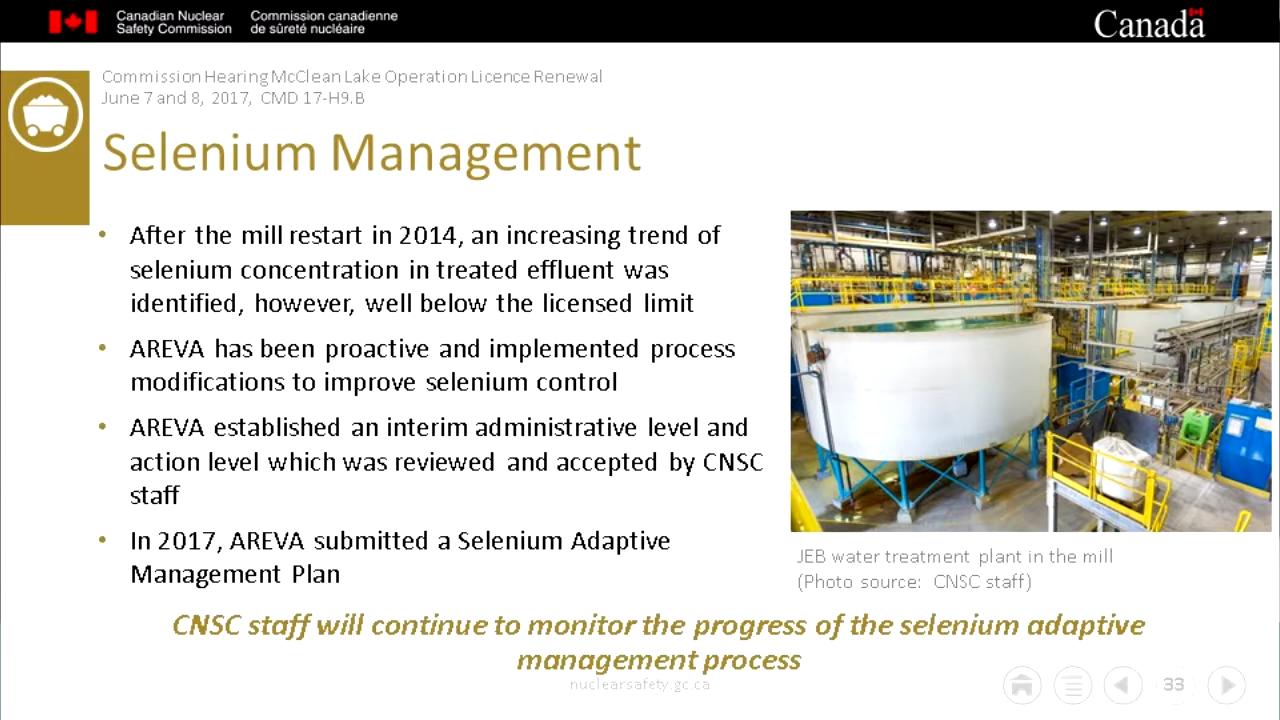 Canadian Nuclear
Safety Commission
Commission canadienne
de sûreté nucléaire
Canada
Commission Hearing McClean Lake Operation Licence Renewal
June 7 and 8, 2017, CMD 17-H9.B
Selenium Management
• After the mill restart in 2014, an increasing trend of
selenium concentration in treated effluent was
identified, however, well below the licensed limit
• AREVA has been proactive and implemented process
modifications to improve selenium control
• AREVA established an interim administrative level and
action level which was reviewed and accepted by CNSC
staff
• In 2017, AREVA submitted a Selenium Adaptive
Management Plan
JEB water treatment plant in the mill
(Photo source: CNSC staff)
CNSC staff will continue to monitor the progress of the selenium adaptive
management process
nuclearsafety.gc.ca
33